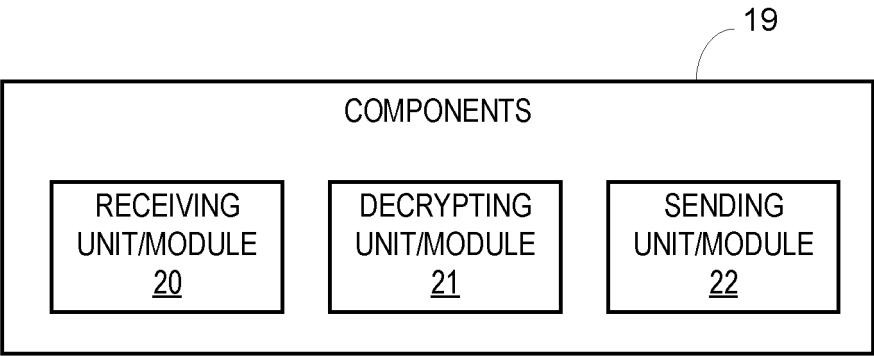 19
COMPONENTS
RECEIVING
UNIT/MODULE
20
DECRYPTING
UNIT/MODULE
21
SENDING
UNIT/MODULE
22